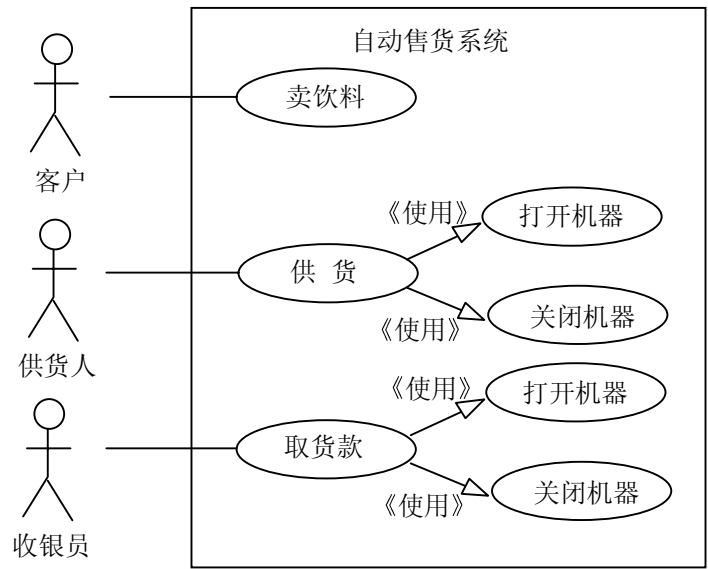 自动售货系统
卖饮料
客户
《使用》
打开机器
供 货
《使用》
关闭机器
供货人
《使用》
打开机器
取货款
《使用》
关闭机器
收银员